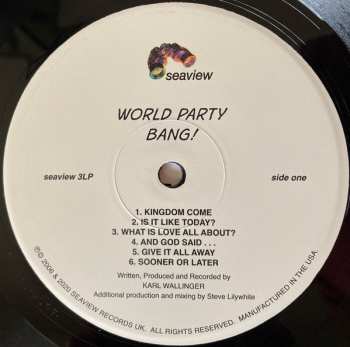 seaview
WORLD PARTY
BANG!
seaview 3LP
side one
1. KINGDOM COME
2. IS IT LIKE TODAY?
3. WHAT IS LOVE ALL ABOUT?
4. AND GOD SAID . . .
5. GIVE IT ALL AWAY
6. SOONER OR LATER
Written, Produced and Recorded by
KARL WALLINGER
Additional production and mixing by Steve Lilywhite
℗© 2006 & 2020 SEAVIEW RECORDS UK. ALL RIGHTS RESERVED. MANUFACTURED IN THE USA.